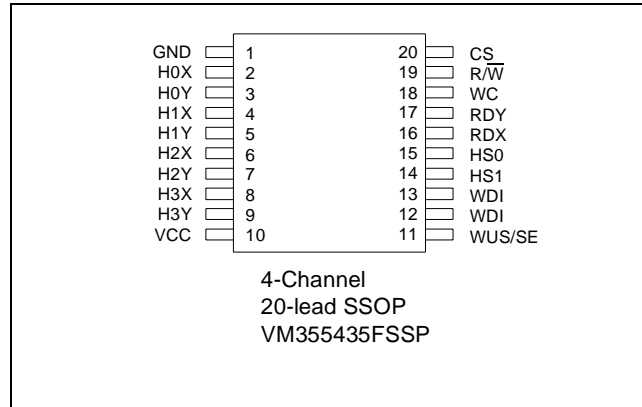 GND 1 20 CS
H0X 2 19 R/W̅
H0Y 3 18 WC
H1X 4 17 RDY
H1Y 5 16 RDX
H2X 6 15 HS0
H2Y 7 14 HS1
H3X 8 13 WDI
H3Y 9 12 WDI
VCC 10 11 WUS/SE
4-Channel
20-lead SSOP
VM355435FSSP